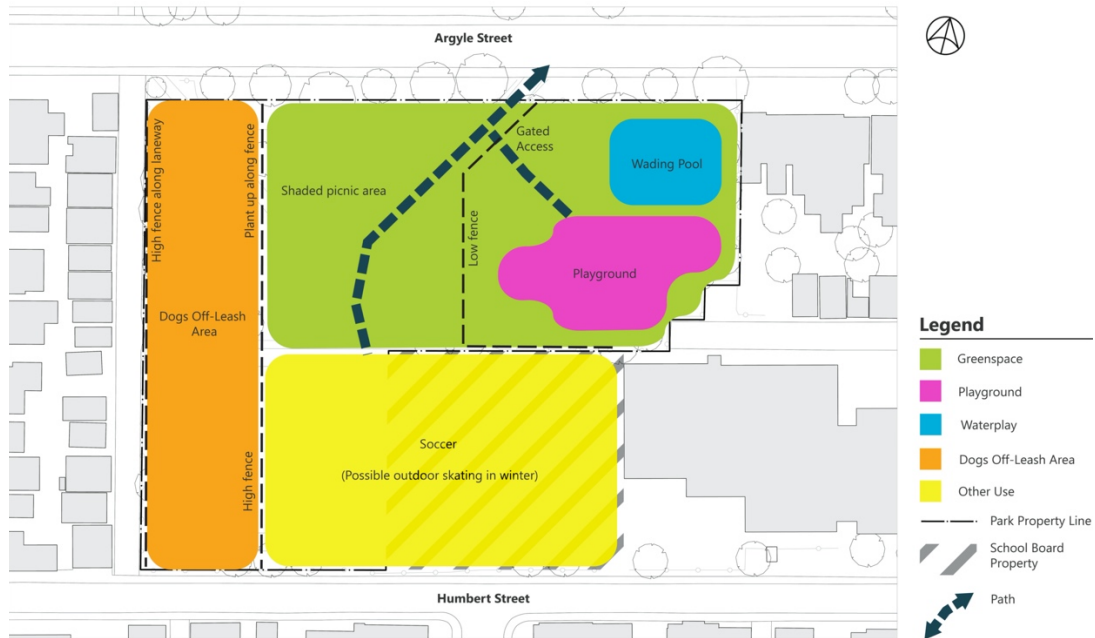 Argyle Street
High fence along laneway
Plant up along fence
Gated
Access
Wading Pool
Shaded picnic area
Low fence
Playground
Dogs Off-Leash
Area
High fence
Soccer
(Possible outdoor skating in winter)
Humbert Street
Legend
Greenspace
Playground
Waterplay
Dogs Off-Leash Area
Other Use
Park Property Line
School Board
Property
Path